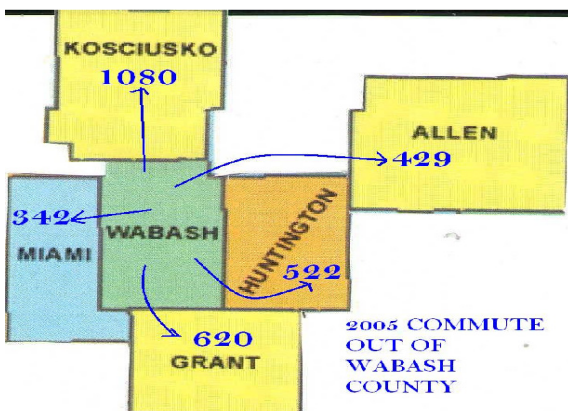 KOSCIUSKO
1080
ALLEN
429
342
MIAMI
WABASH
HUNTINGTON
522
620
GRANT
2005 COMMUTE
OUT OF
WABASH
COUNTY